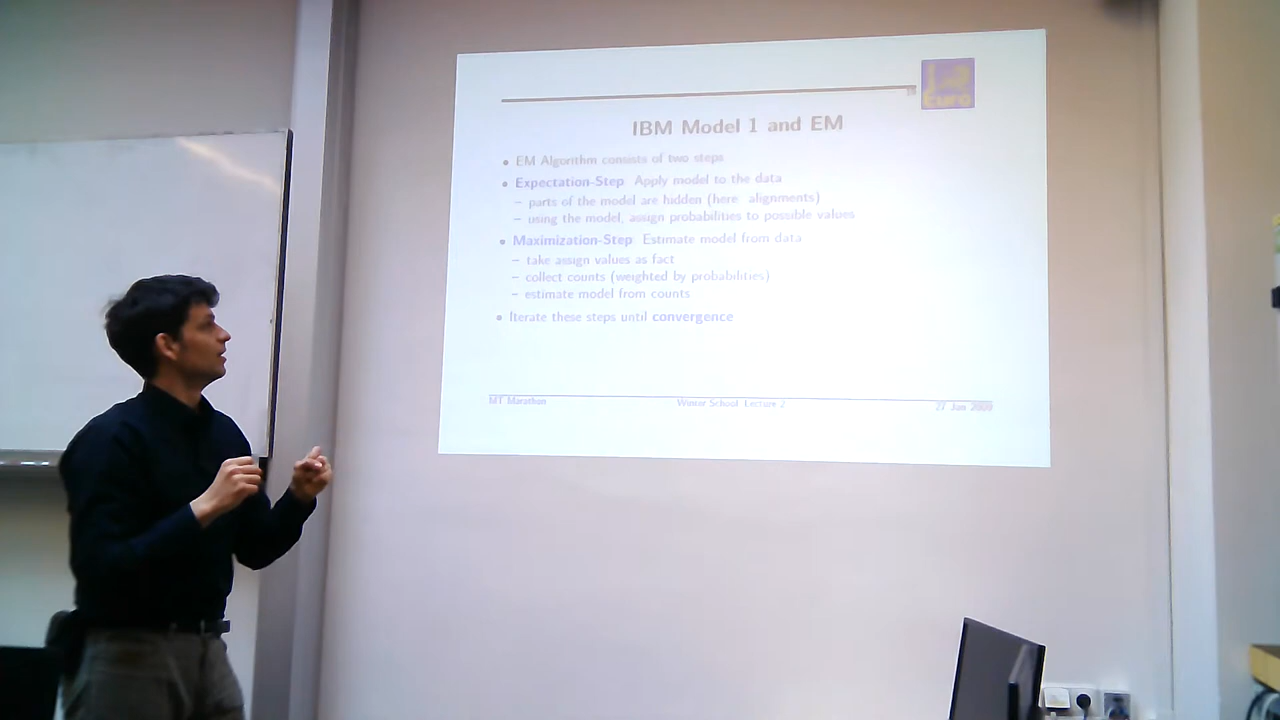 Euro
IBM Model 1 and EM
• EM Algorithm consists of two steps
• Expectation-Step Apply model to the data
– parts of the model are hidden (here alignments)
– using the model, assign probabilities to possible values
• Maximization-Step Estimate model from data
– take assign values as fact
– collect counts (weighted by probabilities)
– estimate model from counts
• Iterate these steps until convergence
MT Marathon Winter School, Lecture 2 27 Jan 2009